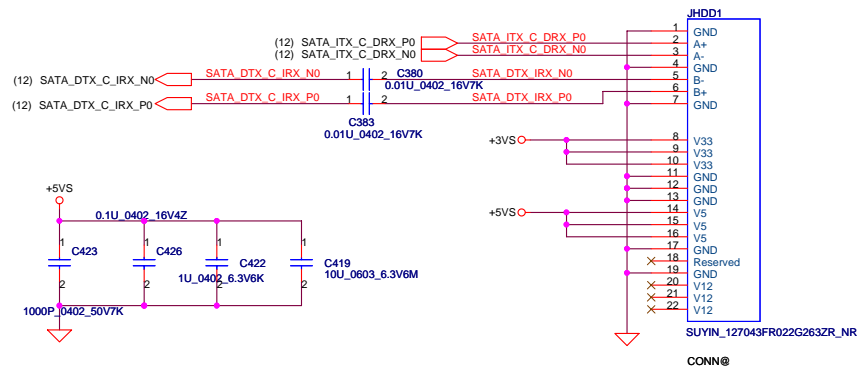 JHDD1
1 GND
(12) SATA_ITX_C_DRX_P0 SATA_ITX_C_DRX_P0 2 A+
(12) SATA_ITX_C_DRX_N0 SATA_ITX_C_DRX_N0 3 A-
4 GND
(12) SATA_DTX_C_IRX_N0 SATA_DTX_C_IRX_N0 1 2 C380 SATA_DTX_IRX_N0 5 B-
0.01U_0402_16V7K
(12) SATA_DTX_C_IRX_P0 SATA_DTX_C_IRX_P0 1 2 SATA_DTX_IRX_P0 6 B+
7 GND
C383
0.01U_0402_16V7K
+3VS 8 V33
9 V33
10 V33
11 GND
12 GND
13 GND
+5VS 14 V5
15 V5
16 V5
17 GND
18 Reserved
19 GND
20 V12
21 V12
22 V12
SUYIN_127043FR022G263ZR_NR
CONN@
+5VS
0.1U_0402_16V4Z
1 1 1 1
C423 C426 C422 C419
1U_0402_6.3V6K 10U_0603_6.3V6M
2 2 2 2
1000P_0402_50V7K